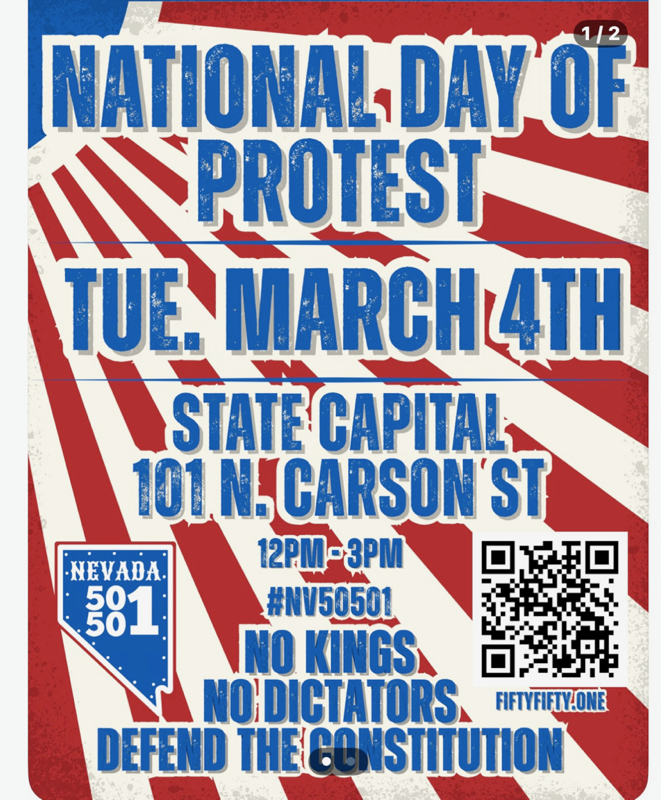 1/2
NATIONAL DAY OF
PROTEST
TUE. MARCH 4TH
STATE CAPITAL
101 N. CARSON ST
12PM - 3PM
#NV50501
NEVADA
50
50
1
NO KINGS
NO DICTATORS
DEFEND THE CONSTITUTION
FIFTYFIFTY.ONE